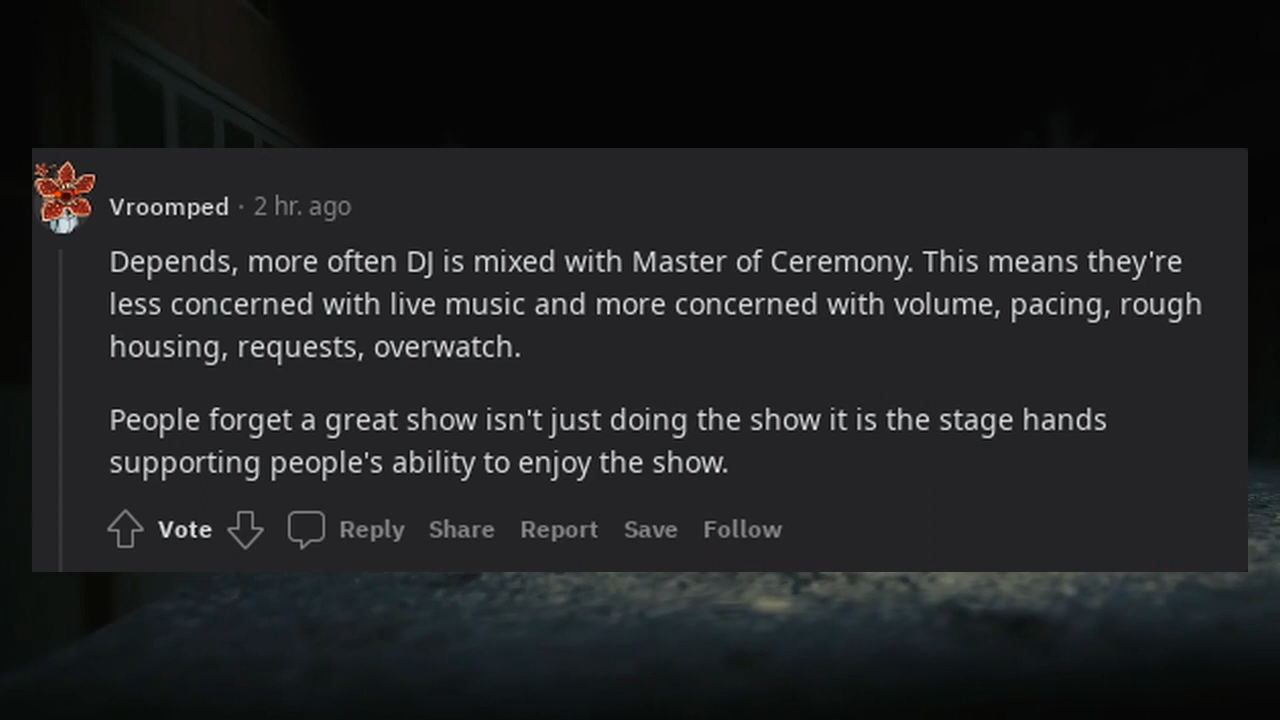 Vroomped · 2 hr. ago
Depends, more often DJ is mixed with Master of Ceremony. This means they're
less concerned with live music and more concerned with volume, pacing, rough
housing, requests, overwatch.
People forget a great show isn't just doing the show it is the stage hands
supporting people's ability to enjoy the show.
Vote Reply Share Report Save Follow